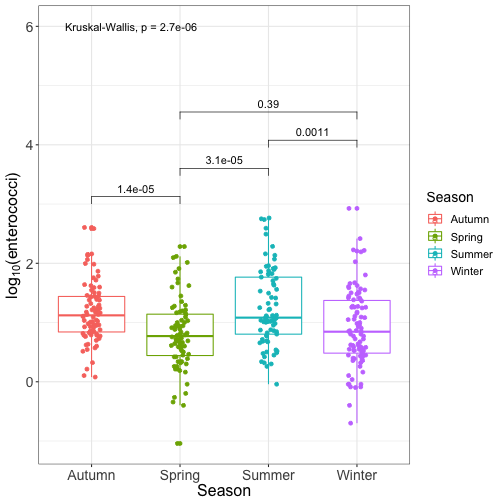 Kruskal-Wallis, p = 2.7e-06
6
4
2
0
0.39
0.0011
3.1e-05
1.4e-05
log10(enterococci)
Autumn Spring Summer Winter
Season
Season
Autumn
Spring
Summer
Winter